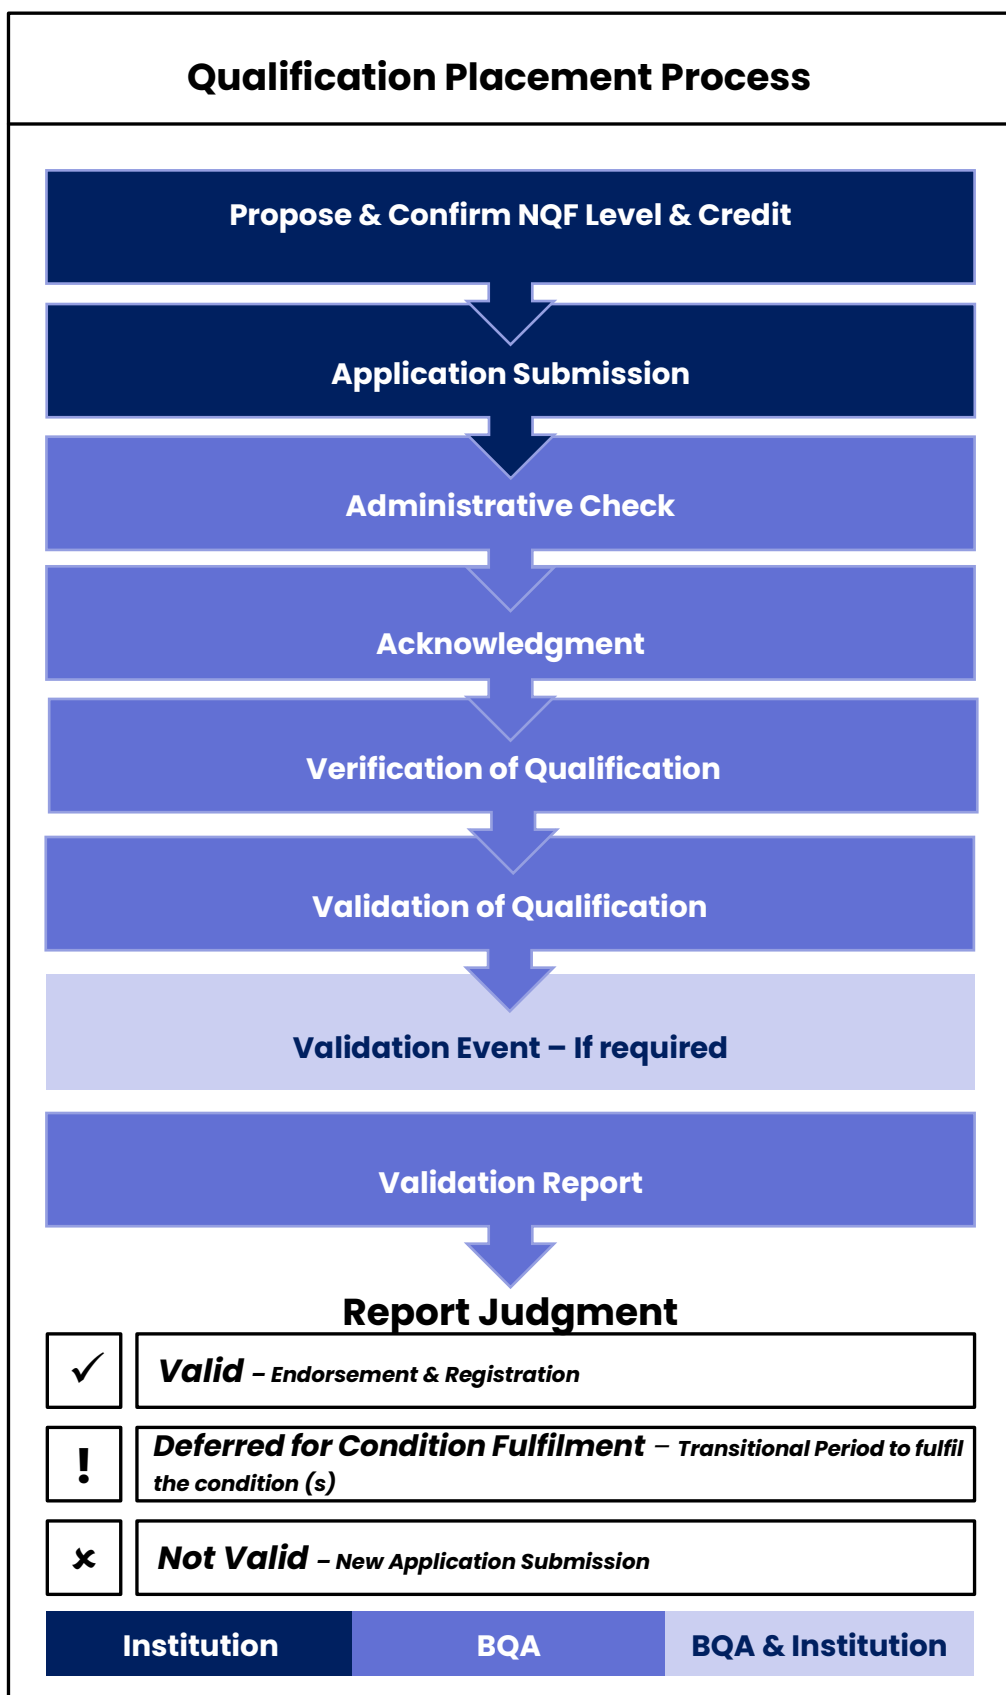 Qualification Placement Process
Propose & Confirm NQF Level & Credit
Application Submission
Administrative Check
Acknowledgment
Verification of Qualification
Validation of Qualification
Validation Event – If required
Validation Report
Report Judgment
✓ Valid – Endorsement & Registration
! Deferred for Condition Fulfilment – Transitional Period to fulfil
the condition (s)
× Not Valid – New Application Submission
Institution BQA BQA & Institution